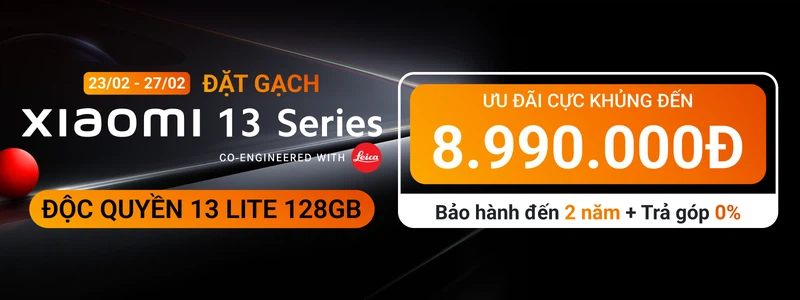 23/02 - 27/02 ĐẶT GẠCH
xiaomi 13 Series
CO-ENGINEERED WITH Leica
ĐỘC QUYỀN 13 LITE 128GB
ƯU ĐÃI CỰC KHỦNG ĐẾN
8.990.000Đ
Bảo hành đến 2 năm + Trả góp 0%